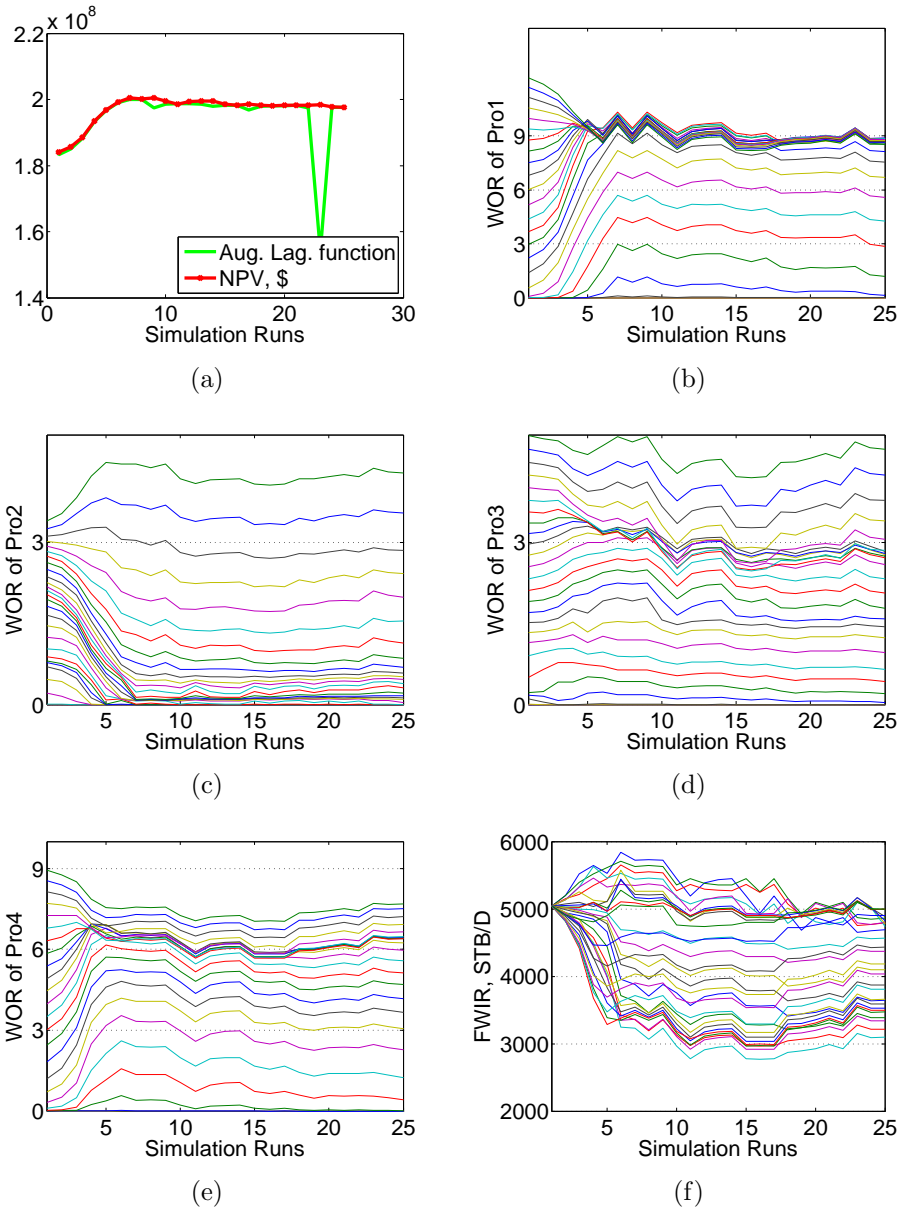 x 10^8
2.2
2
1.8
1.6
1.4
0
10
20
30
Aug. Lag. function
NPV, $
Simulation Runs
(a)
WOR of Pro1
9
6
3
0
5
10
15
20
25
Simulation Runs
(b)
WOR of Pro2
3
0
5
10
15
20
25
Simulation Runs
(c)
WOR of Pro3
3
0
5
10
15
20
25
Simulation Runs
(d)
WOR of Pro4
9
6
3
0
5
10
15
20
25
Simulation Runs
(e)
FWIR, STB/D
6000
5000
4000
3000
2000
5
10
15
20
25
Simulation Runs
(f)